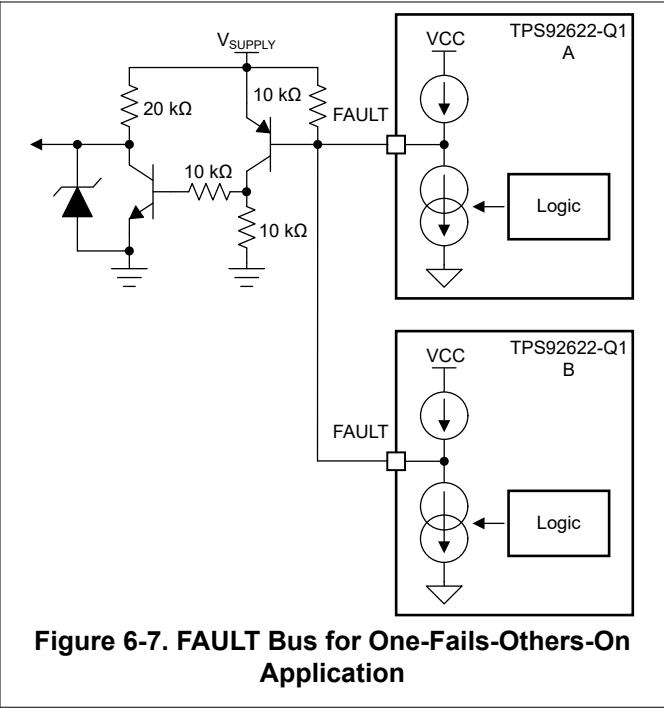 V_SUPPLY
20 kΩ
10 kΩ
10 kΩ
10 kΩ
FAULT
VCC
TPS92622-Q1
A
Logic
FAULT
VCC
TPS92622-Q1
B
Logic
Figure 6-7. FAULT Bus for One-Fails-Others-On
Application